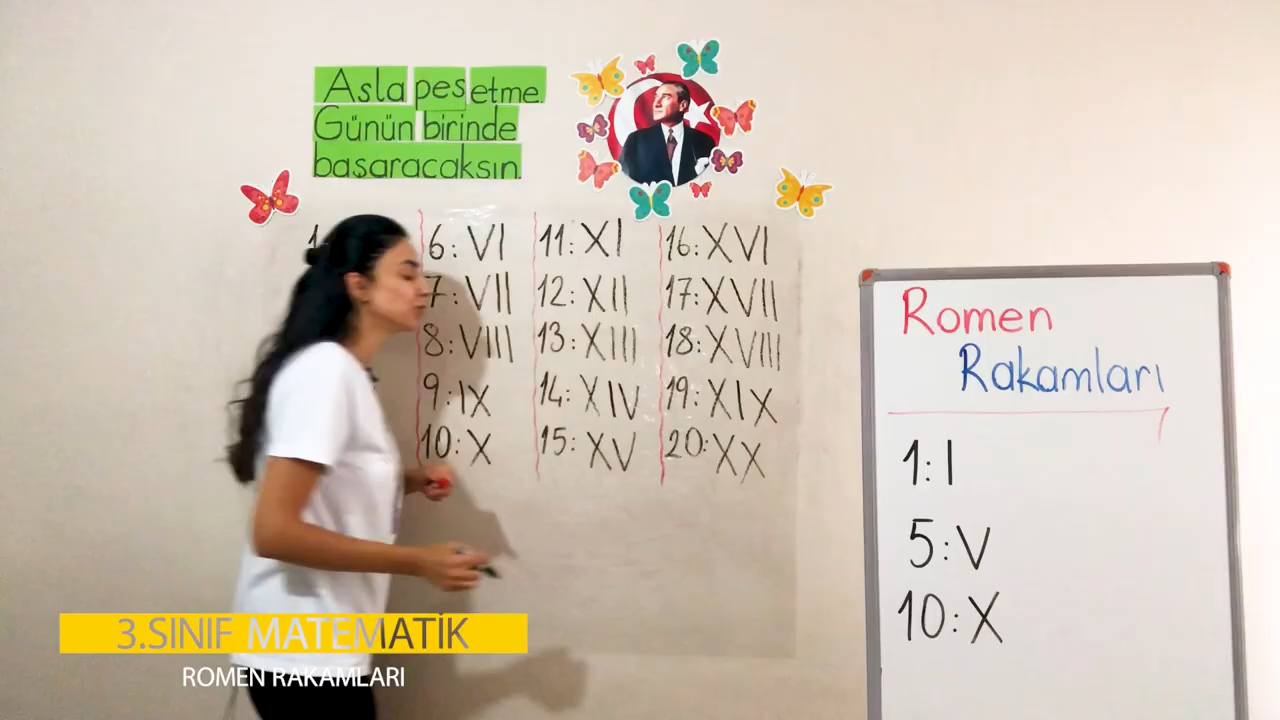 Asla pes etme.
Günün birinde
başaracaksın.
1
6: VI
7: VII
8: VIII
9: IX
10: X
11: XI
12: XII
13: XIII
14: XIV
15: XV
16: XVI
17: XVII
18: XVIII
19: XIX
20: XX
Romen
Rakamları
1: I
5: V
10: X
3.SINIF MATEMATİK
ROMEN RAKAMLARI